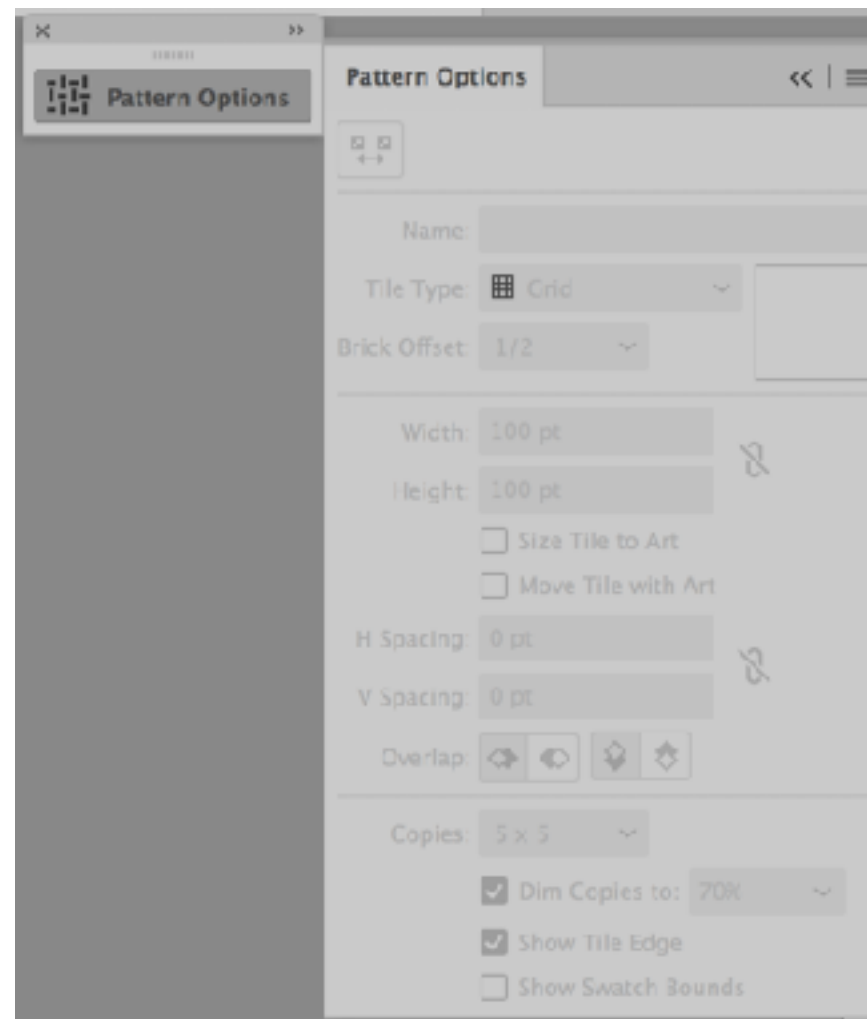 Pattern Options
Pattern Options
Name:
Tile Type: Grid
Brick Offset: 1/2
Width: 100 pt
Height: 100 pt
Size Tile to Art
Move Tile with Art
H Spacing: 0 pt
V Spacing: 0 pt
Overlap:
Copies: 5 x 5
Dim Copies to: 70%
Show Tile Edge
Show Swatch Bounds